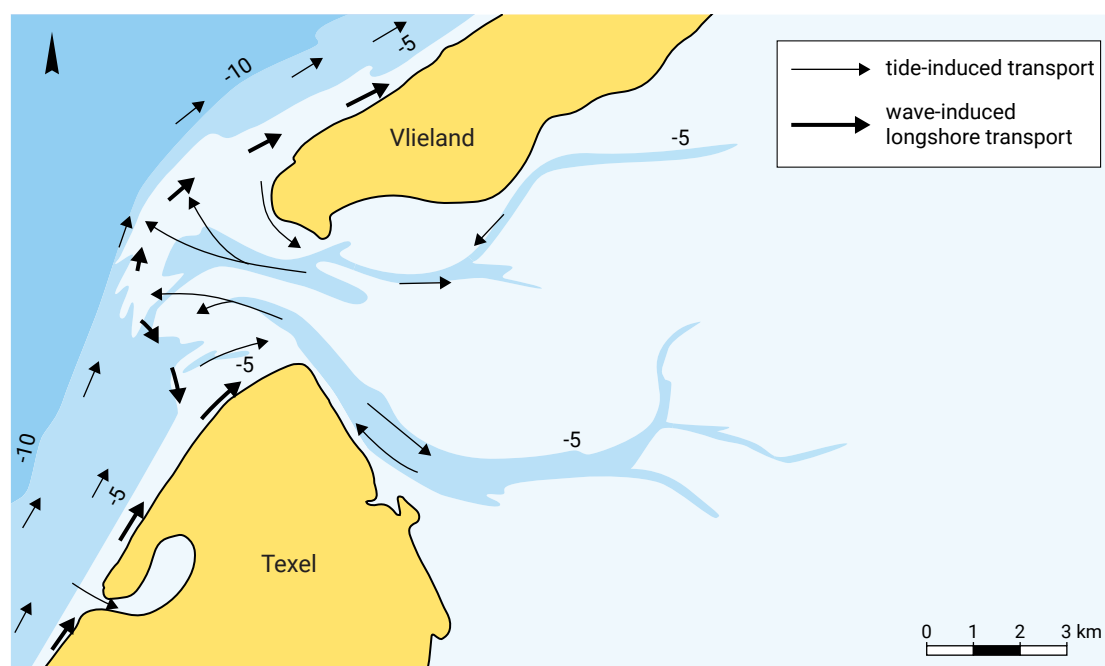 -5
-10
tide-induced transport
wave-induced
longshore transport
Vlieland
-5
-5
-5
-10
-5
Texel
0 1 2 3 km